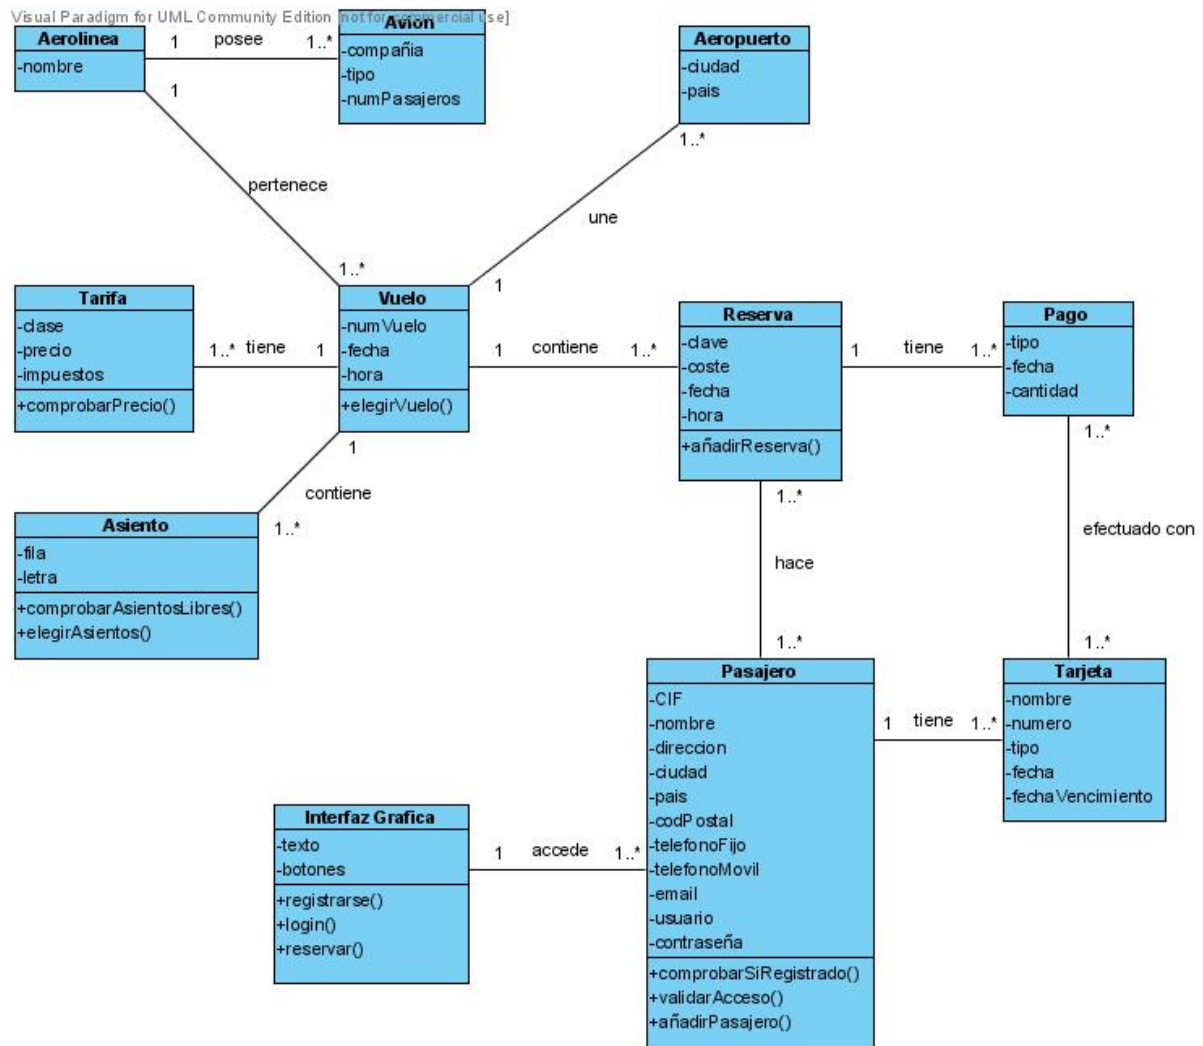 Visual Paradigm for UML Community Edition [not for commercial use]
Aerolinea
-nombre
1 posee 1..*
Avion
-compañia
-tipo
-numPasajeros
Aeropuerto
-ciudad
-pais
1
1..*
pertenece
une
1..*
1
Tarifa
-clase
-precio
-impuestos
+comprobarPrecio()
1..* tiene 1
Vuelo
-numVuelo
-fecha
-hora
+elegirVuelo()
1 contiene 1..*
Reserva
-clave
-coste
-fecha
-hora
+añadirReserva()
1 tiene 1..*
Pago
-tipo
-fecha
-cantidad
1
contiene
1..*
Asiento
-fila
-letra
+comprobarAsientosLibres()
+elegirAsientos()
1..*
hace
1..*
1..*
efectuado con
1..*
Pasajero
-CIF
-nombre
-direccion
-ciudad
-pais
-codPostal
-telefonoFijo
-telefonoMovil
-email
-usuario
-contraseña
+comprobarSiRegistrado()
+validarAcceso()
+añadirPasajero()
1 tiene 1..*
Tarjeta
-nombre
-numero
-tipo
-fecha
-fechaVencimiento
Interfaz Grafica
-texto
-botones
+registrarse()
+login()
+reservar()
1 accede 1..*